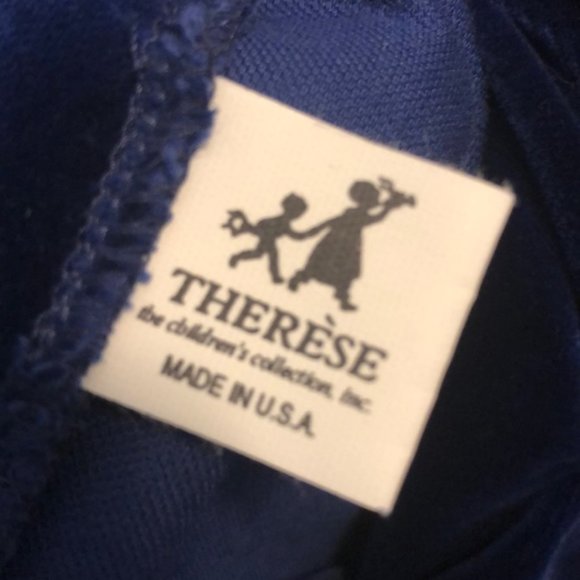 THERÈSE
the children's collection, Inc.
MADE IN U.S.A.